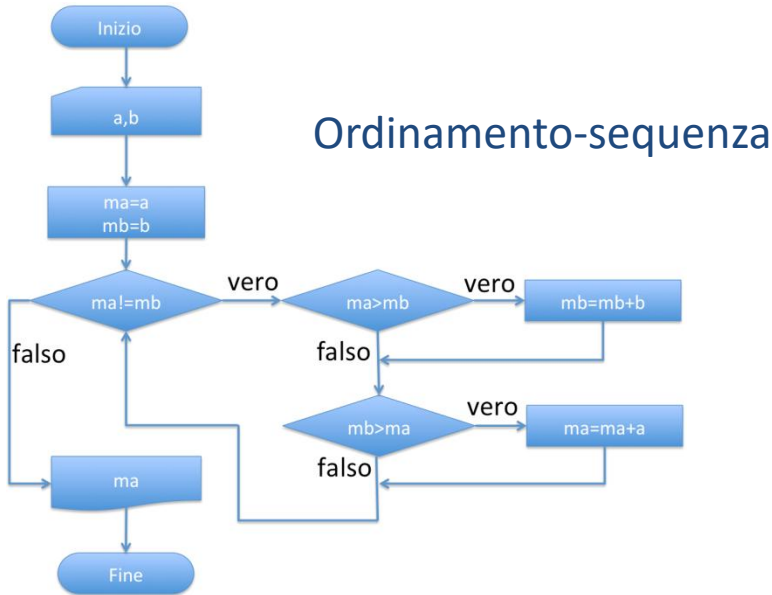 Inizio
a,b
Ordinamento-sequenza
ma=a
mb=b
ma!=mb
vero
ma>mb
vero
mb=mb+b
falso
falso
mb>ma
vero
ma=ma+a
falso
ma
Fine